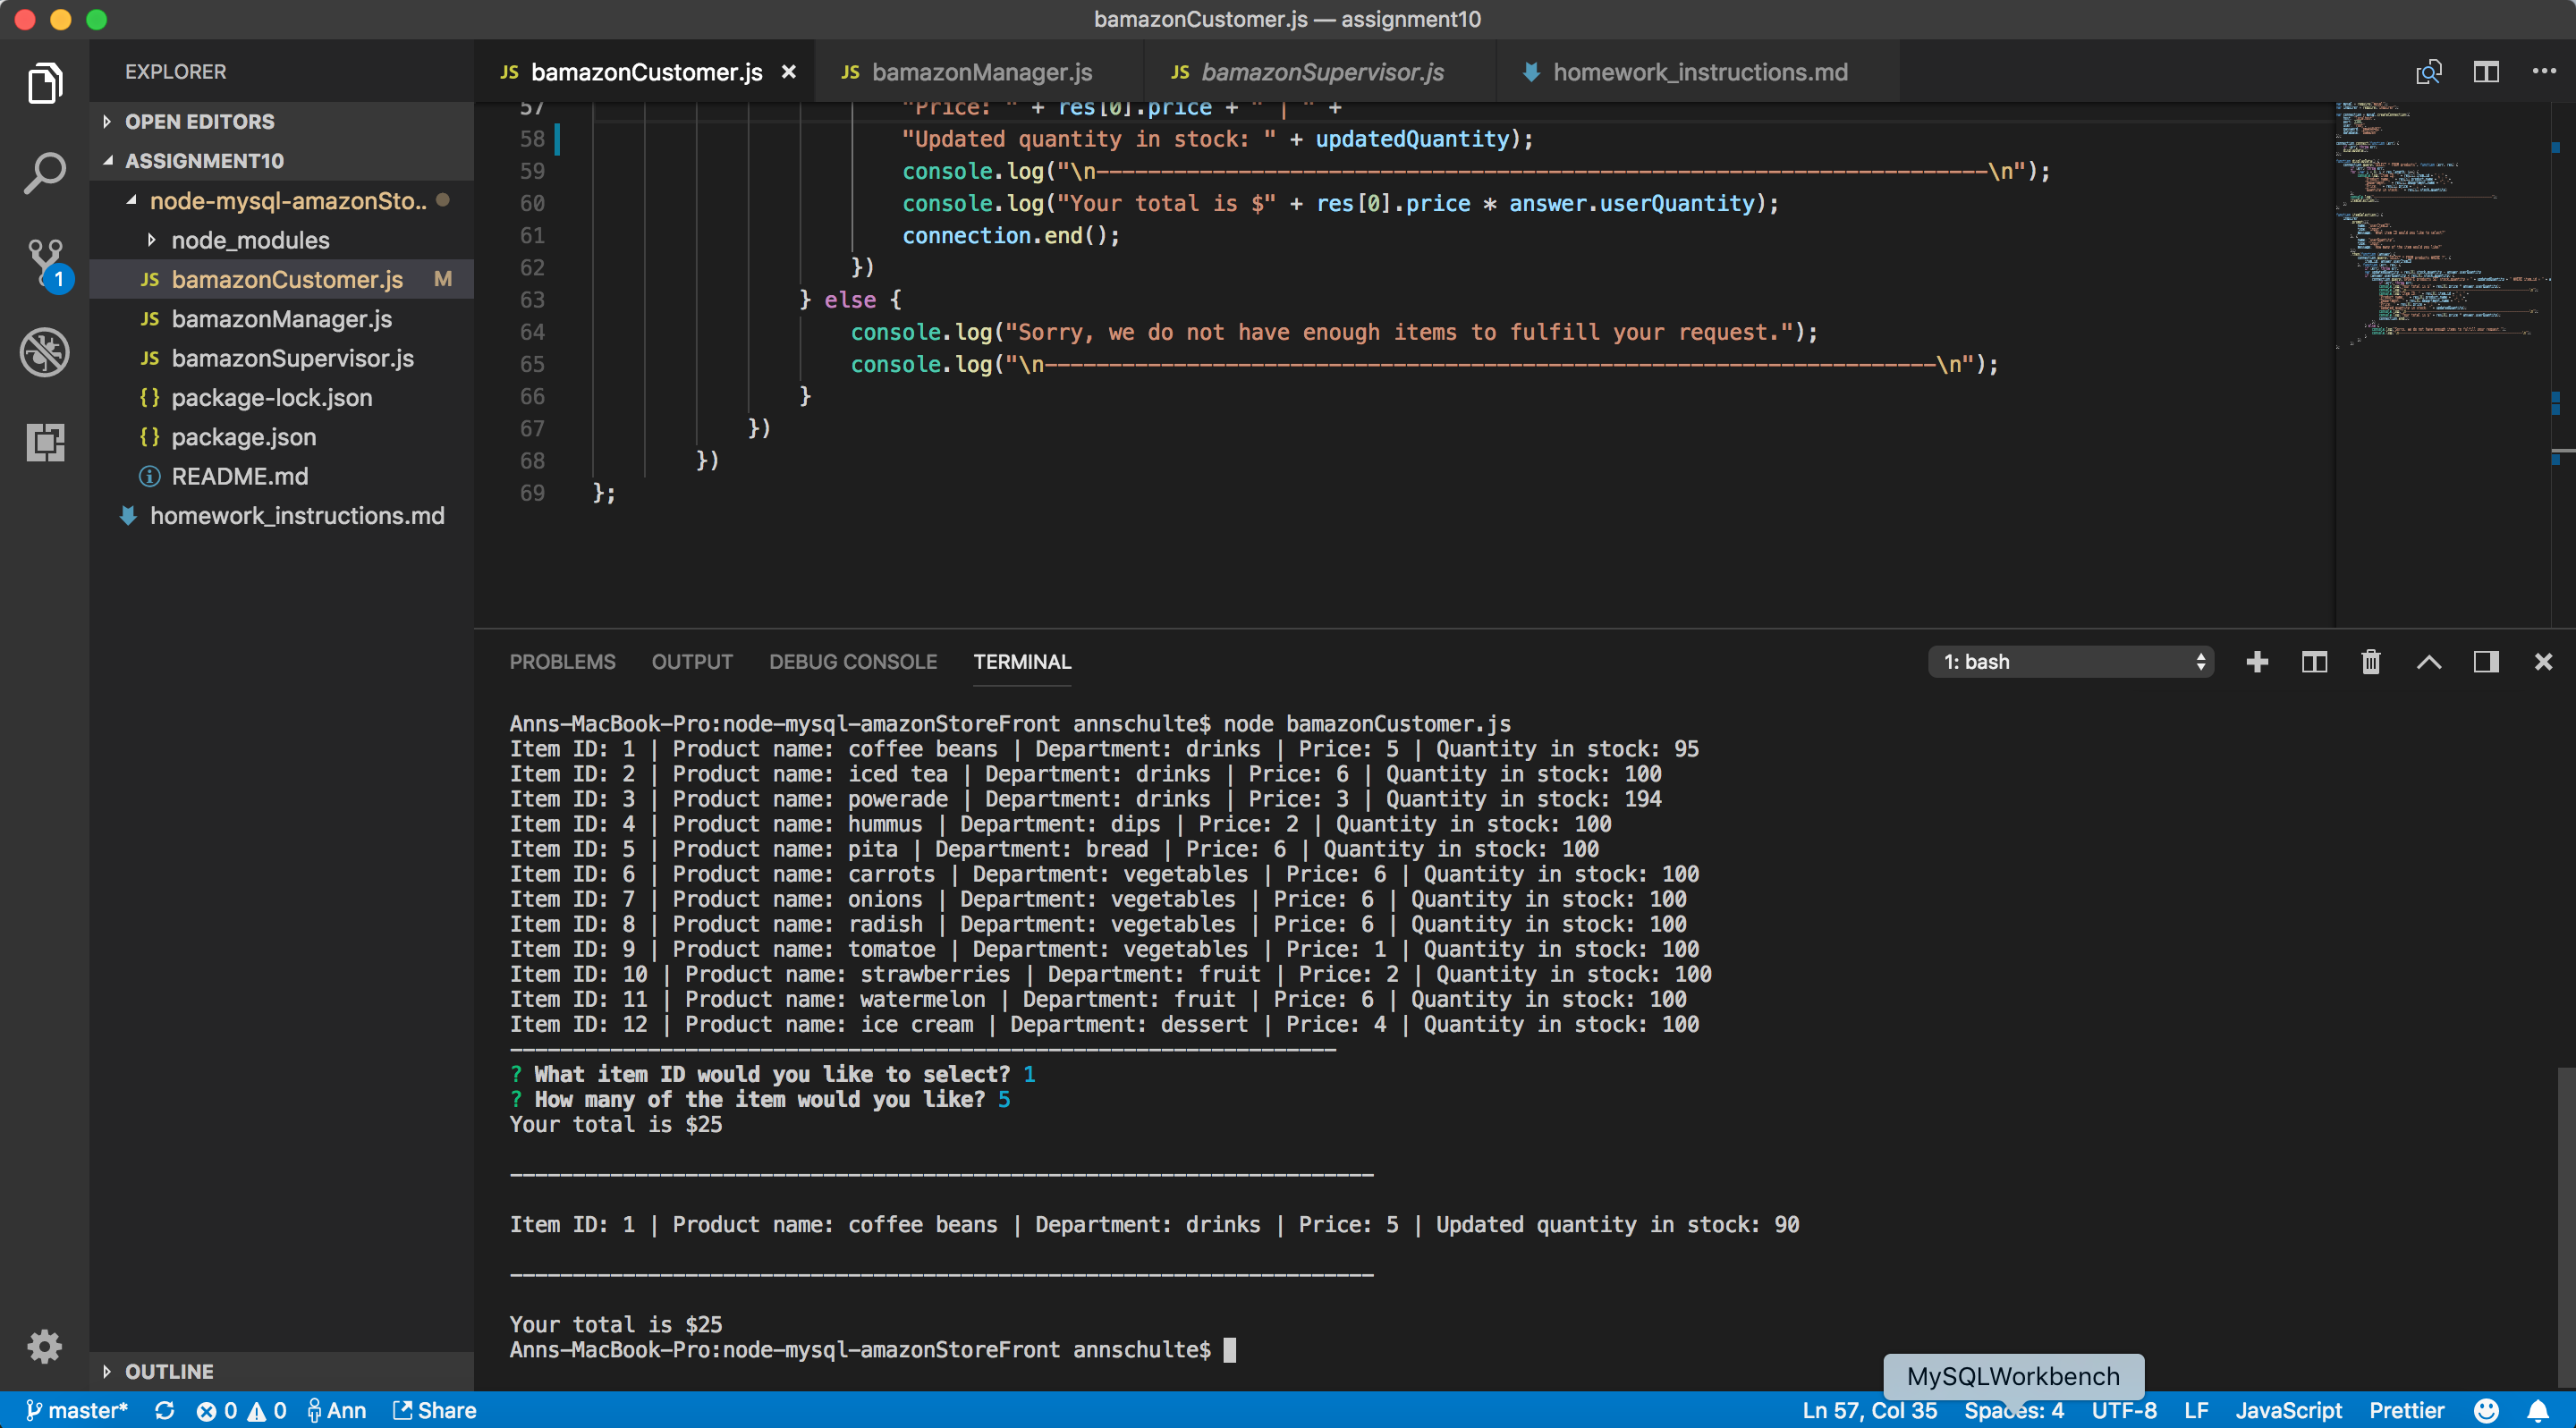 bamazonCustomer.js — assignment10
EXPLORER
OPEN EDITORS
ASSIGNMENT10
node-mysql-amazonSto..
node_modules
JS bamazonCustomer.js M
JS bamazonManager.js
JS bamazonSupervisor.js
{} package-lock.json
{} package.json
README.md
homework_instructions.md
OUTLINE
1
JS bamazonCustomer.js ×
JS bamazonManager.js
JS bamazonSupervisor.js
homework_instructions.md
57 "Price: " + res[0].price + " | " +
58 "Updated quantity in stock: " + updatedQuantity);
59 console.log("\n---------------------------------------------------------------------\n");
60 console.log("Your total is $" + res[0].price * answer.userQuantity);
61 connection.end();
62 })
63 } else {
64 console.log("Sorry, we do not have enough items to fulfill your request.");
65 console.log("\n---------------------------------------------------------------------\n");
66 }
67 })
68 })
69 };
PROBLEMS OUTPUT DEBUG CONSOLE TERMINAL
1: bash
Anns-MacBook-Pro:node-mysql-amazonStoreFront annschulte$ node bamazonCustomer.js
Item ID: 1 | Product name: coffee beans | Department: drinks | Price: 5 | Quantity in stock: 95
Item ID: 2 | Product name: iced tea | Department: drinks | Price: 6 | Quantity in stock: 100
Item ID: 3 | Product name: powerade | Department: drinks | Price: 3 | Quantity in stock: 194
Item ID: 4 | Product name: hummus | Department: dips | Price: 2 | Quantity in stock: 100
Item ID: 5 | Product name: pita | Department: bread | Price: 6 | Quantity in stock: 100
Item ID: 6 | Product name: carrots | Department: vegetables | Price: 6 | Quantity in stock: 100
Item ID: 7 | Product name: onions | Department: vegetables | Price: 6 | Quantity in stock: 100
Item ID: 8 | Product name: radish | Department: vegetables | Price: 6 | Quantity in stock: 100
Item ID: 9 | Product name: tomatoe | Department: vegetables | Price: 1 | Quantity in stock: 100
Item ID: 10 | Product name: strawberries | Department: fruit | Price: 2 | Quantity in stock: 100
Item ID: 11 | Product name: watermelon | Department: fruit | Price: 6 | Quantity in stock: 100
Item ID: 12 | Product name: ice cream | Department: dessert | Price: 4 | Quantity in stock: 100
------------------------------------------------------------------
? What item ID would you like to select? 1
? How many of the item would you like? 5
Your total is $25
---------------------------------------------------------------------
Item ID: 1 | Product name: coffee beans | Department: drinks | Price: 5 | Updated quantity in stock: 90
---------------------------------------------------------------------
Your total is $25
Anns-MacBook-Pro:node-mysql-amazonStoreFront annschulte$
MySQLWorkbench
master* 0 0 Ann Share
Ln 57, Col 35 Spaces: 4 UTF-8 LF JavaScript Prettier